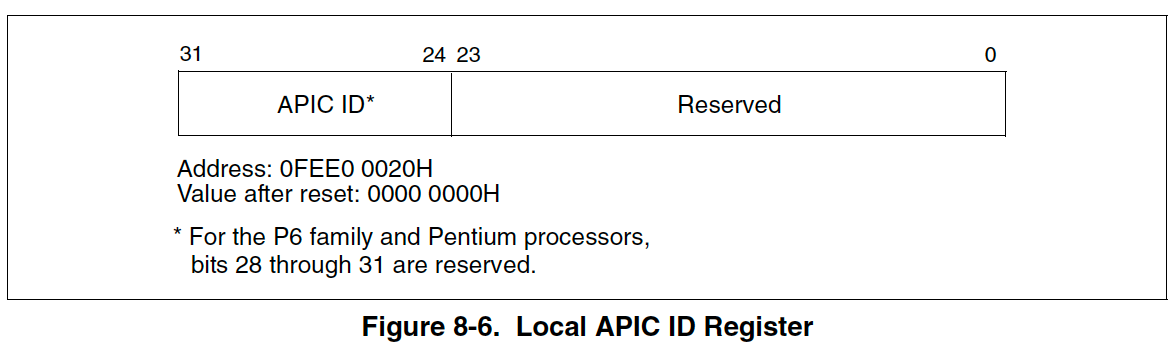 31 24 23 0
APIC ID* Reserved
Address: 0FEE0 0020H
Value after reset: 0000 0000H
* For the P6 family and Pentium processors,
bits 28 through 31 are reserved.
Figure 8-6. Local APIC ID Register